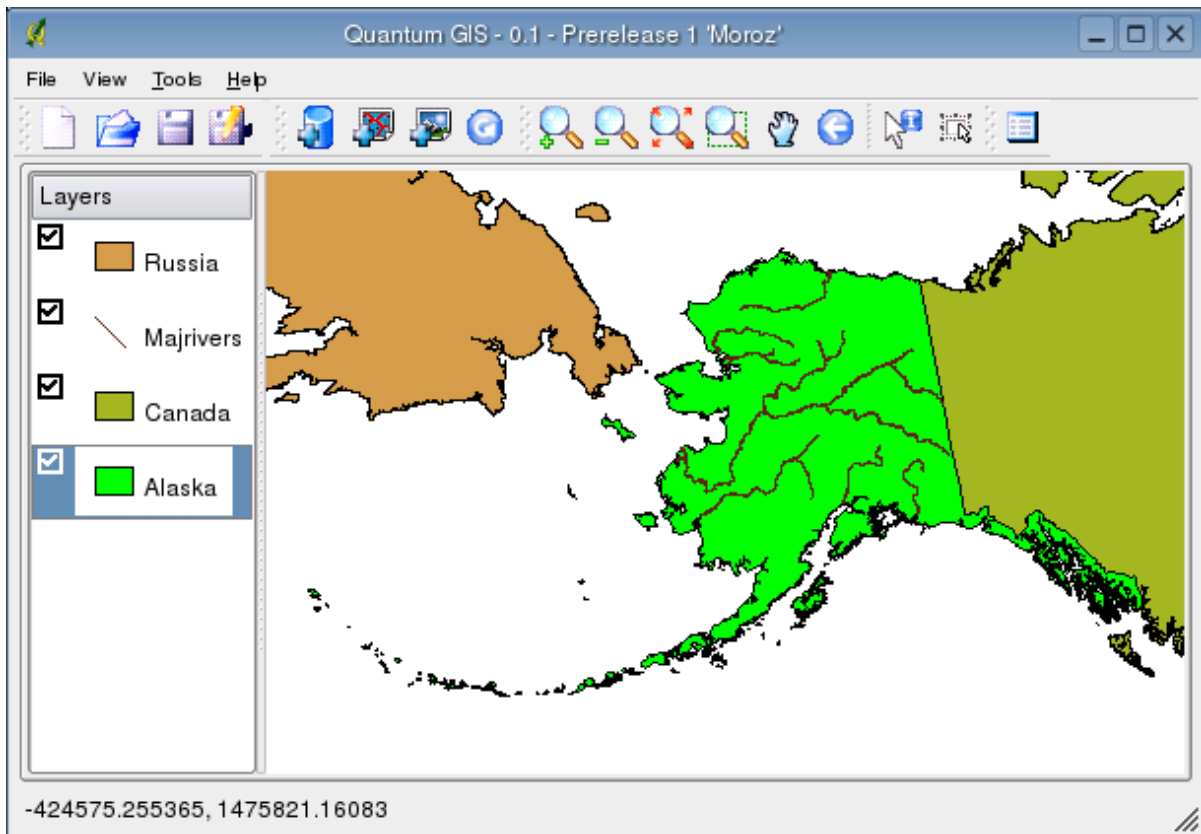 Quantum GIS - 0.1 - Prerelease 1 'Moroz'
File View Tools Help
Layers
Russia
Majrivers
Canada
Alaska
-424575.255365, 1475821.16083